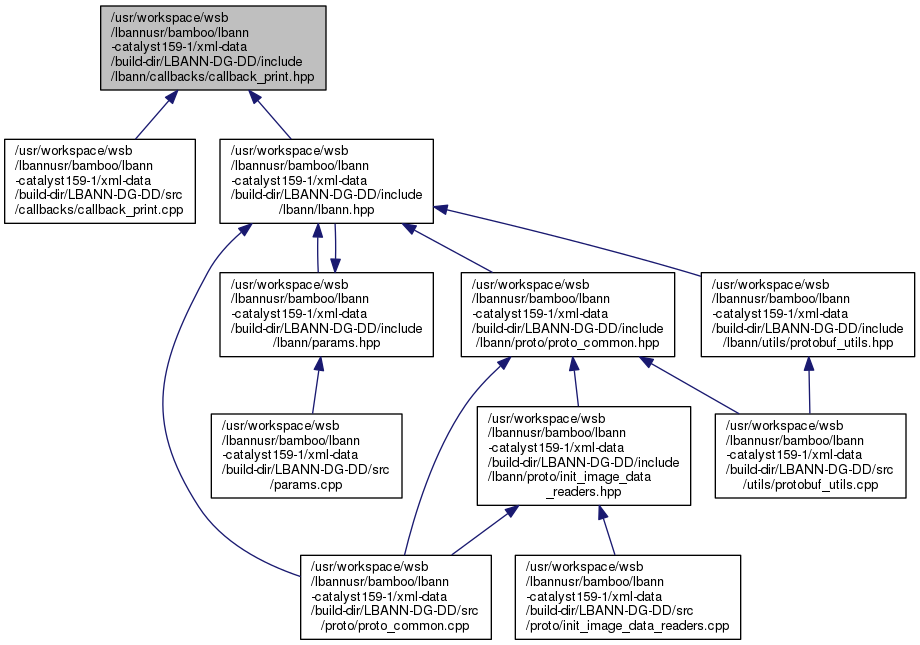 /usr/workspace/wsb
/lbannusr/bamboo/lbann
-catalyst159-1/xml-data
/build-dir/LBANN-DG-DD/include
/lbann/callbacks/callback_print.hpp
/usr/workspace/wsb
/lbannusr/bamboo/lbann
-catalyst159-1/xml-data
/build-dir/LBANN-DG-DD/src
/callbacks/callback_print.cpp
/usr/workspace/wsb
/lbannusr/bamboo/lbann
-catalyst159-1/xml-data
/build-dir/LBANN-DG-DD/include
/lbann/lbann.hpp
/usr/workspace/wsb
/lbannusr/bamboo/lbann
-catalyst159-1/xml-data
/build-dir/LBANN-DG-DD/include
/lbann/params.hpp
/usr/workspace/wsb
/lbannusr/bamboo/lbann
-catalyst159-1/xml-data
/build-dir/LBANN-DG-DD/include
/lbann/proto/proto_common.hpp
/usr/workspace/wsb
/lbannusr/bamboo/lbann
-catalyst159-1/xml-data
/build-dir/LBANN-DG-DD/include
/lbann/utils/protobuf_utils.hpp
/usr/workspace/wsb
/lbannusr/bamboo/lbann
-catalyst159-1/xml-data
/build-dir/LBANN-DG-DD/src
/params.cpp
/usr/workspace/wsb
/lbannusr/bamboo/lbann
-catalyst159-1/xml-data
/build-dir/LBANN-DG-DD/include
/lbann/proto/init_image_data
_readers.hpp
/usr/workspace/wsb
/lbannusr/bamboo/lbann
-catalyst159-1/xml-data
/build-dir/LBANN-DG-DD/src
/utils/protobuf_utils.cpp
/usr/workspace/wsb
/lbannusr/bamboo/lbann
-catalyst159-1/xml-data
/build-dir/LBANN-DG-DD/src
/proto/proto_common.cpp
/usr/workspace/wsb
/lbannusr/bamboo/lbann
-catalyst159-1/xml-data
/build-dir/LBANN-DG-DD/src
/proto/init_image_data_readers.cpp